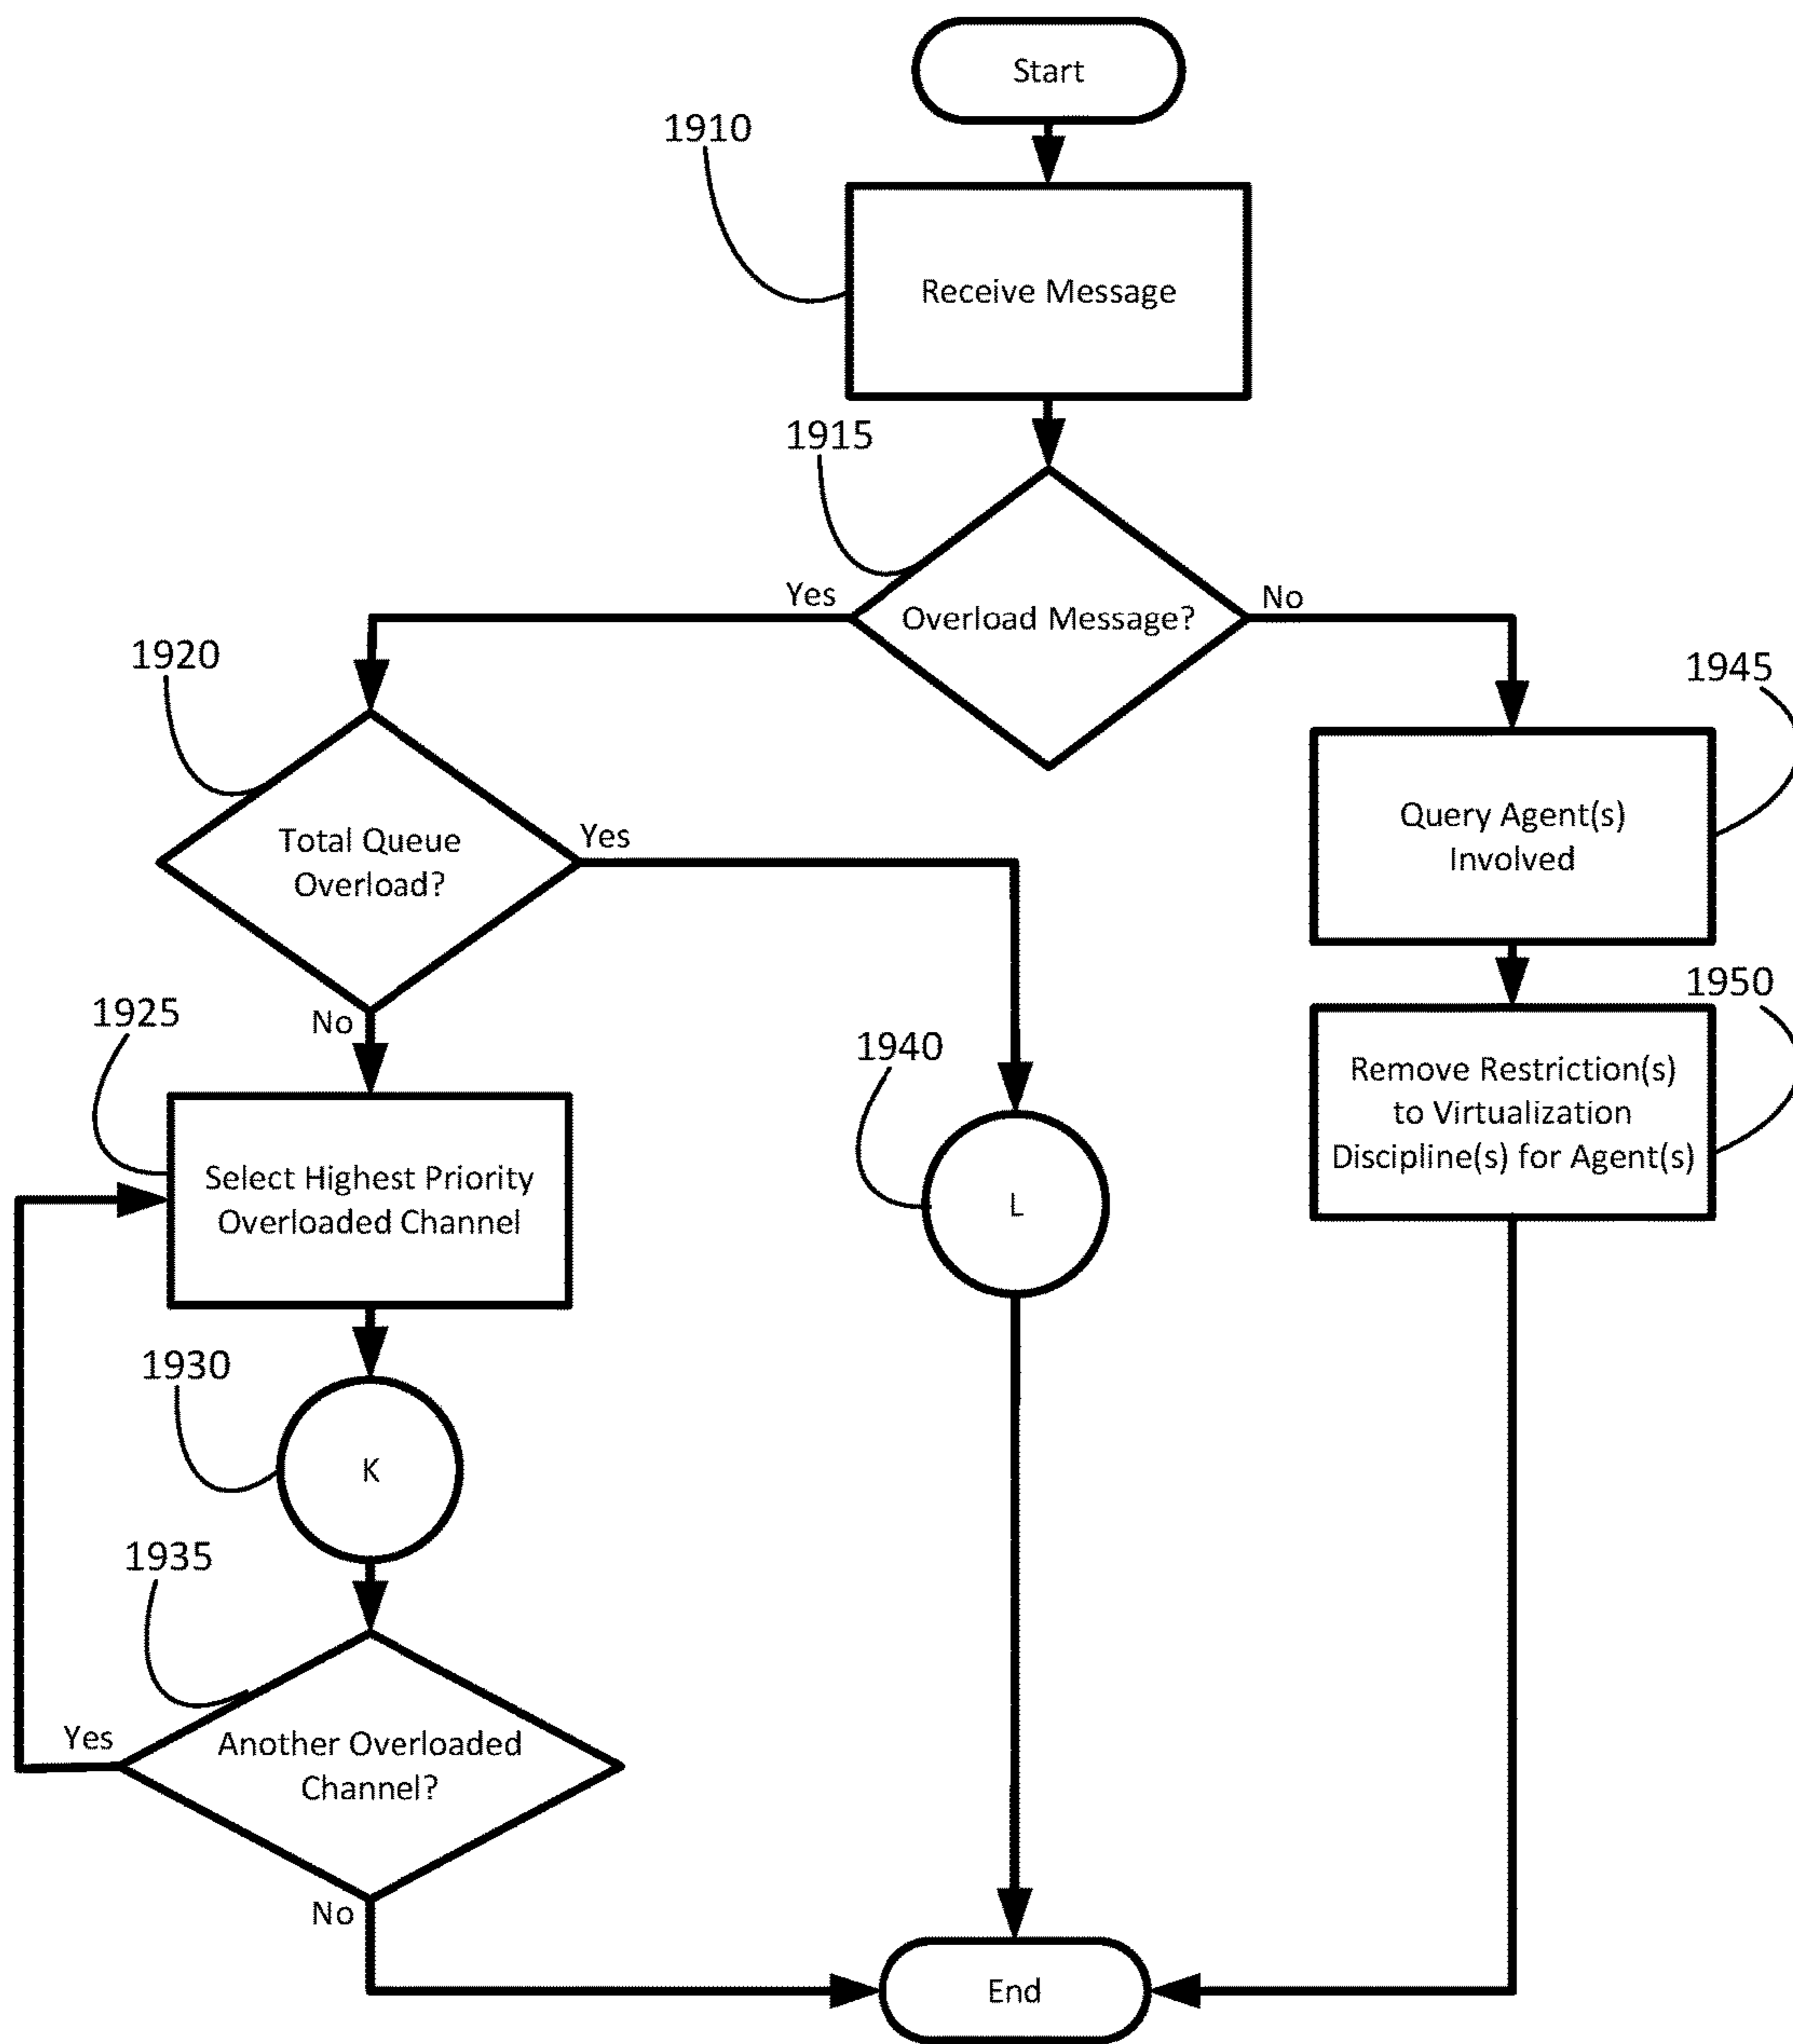 Start
1910
Receive Message
1915
Yes
Overload Message?
No
1920
1945
Total Queue
Overload?
Yes
Query Agent(s)
Involved
No
1925
1940
1950
Select Highest Priority
Overloaded Channel
L
Remove Restriction(s)
to Virtualization
Discipline(s) for Agent(s)
1930
K
1935
Yes
Another Overloaded
Channel?
No
End